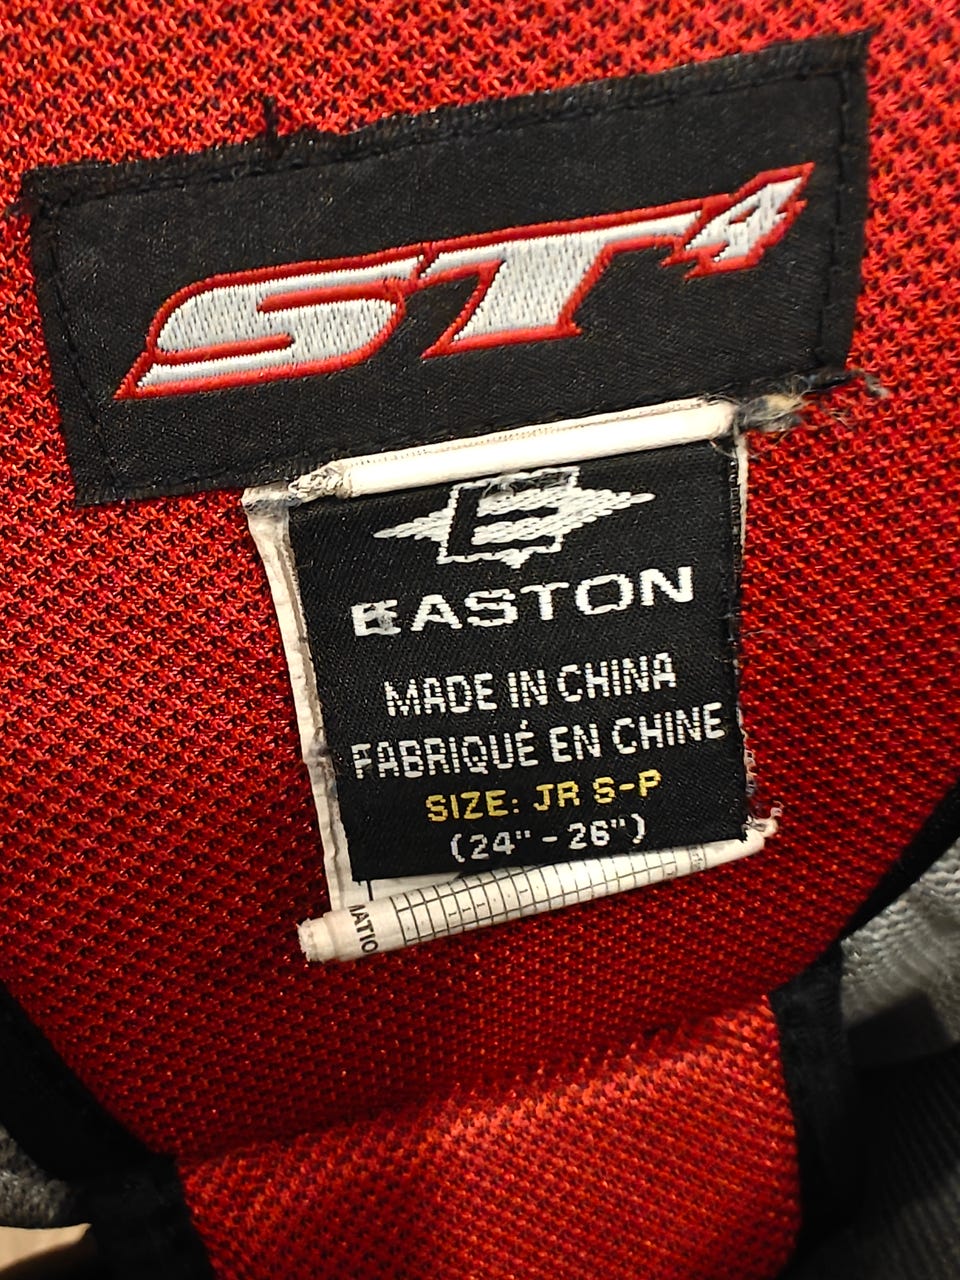 ST4
EASTON
MADE IN CHINA
FABRIQUÉ EN CHINE
SIZE: JR S-P
(24" - 26")